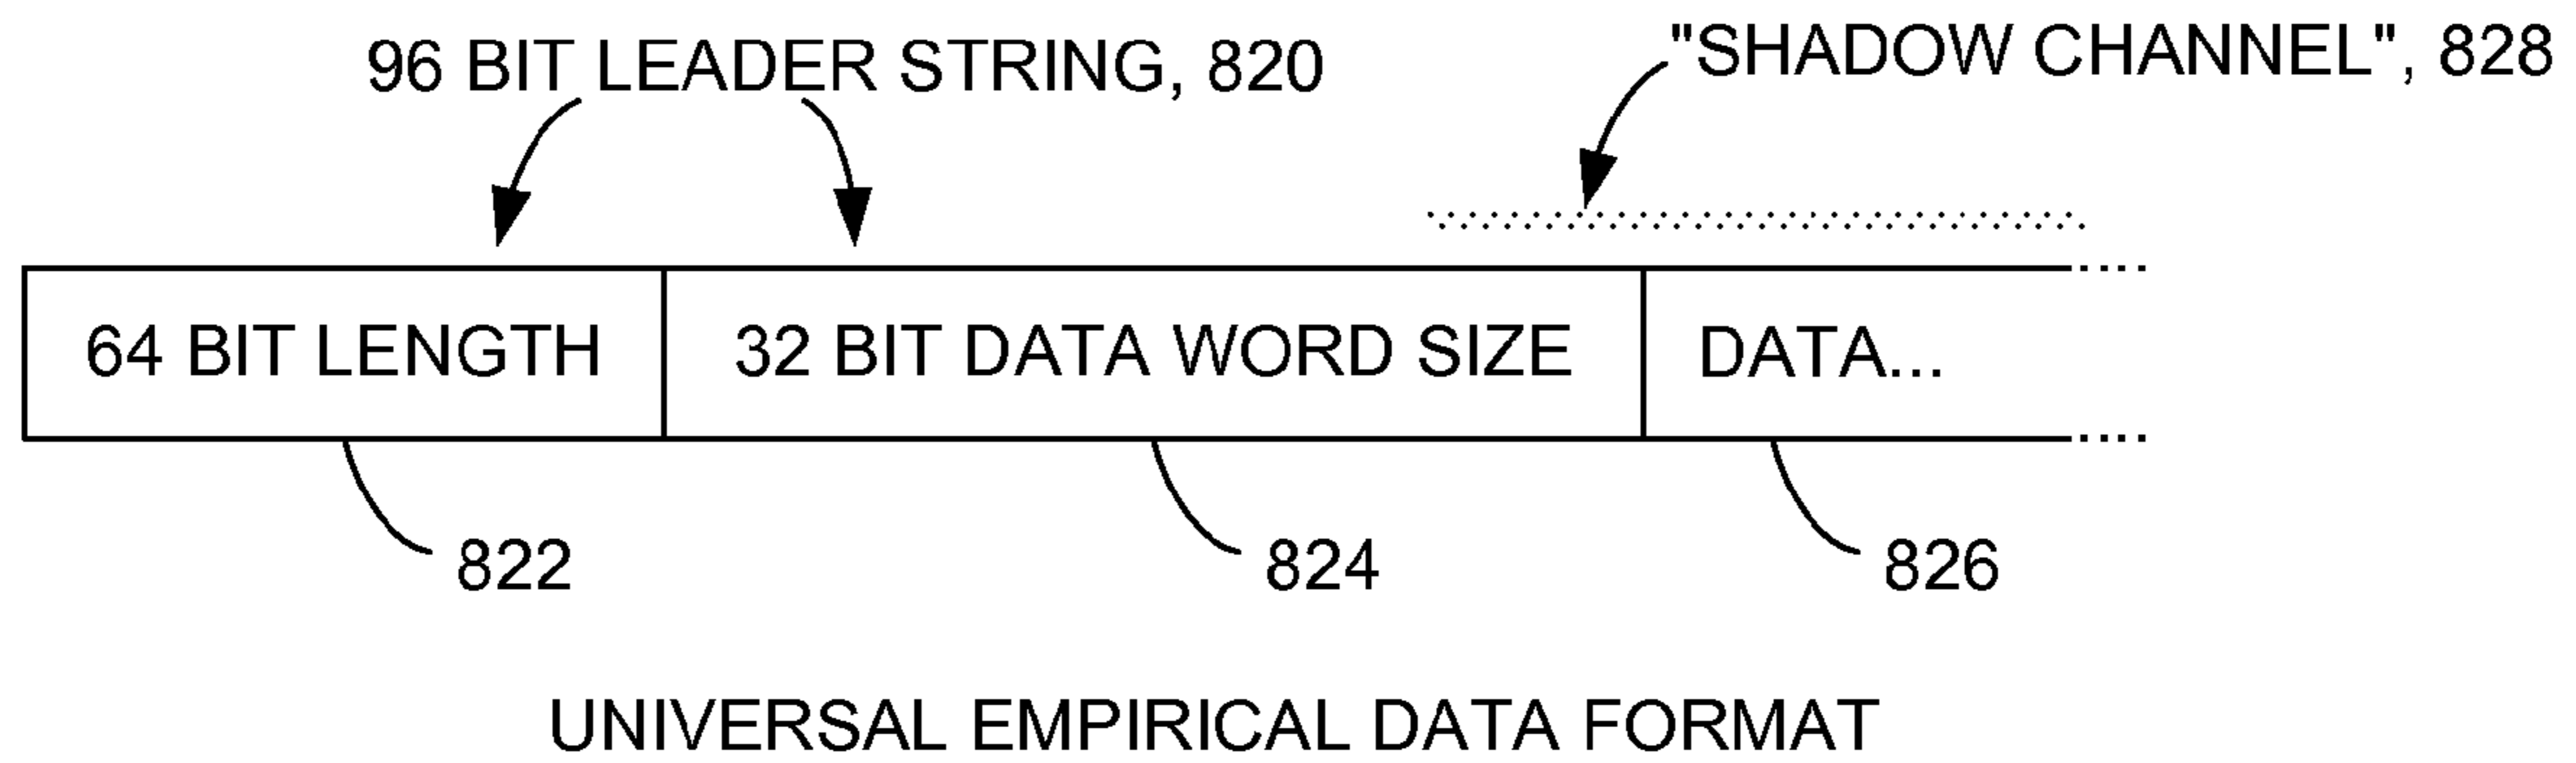 "SHADOW CHANNEL", 828
96 BIT LEADER STRING, 820
64 BIT LENGTH
32 BIT DATA WORD SIZE
DATA...
822
824
826
UNIVERSAL EMPIRICAL DATA FORMAT